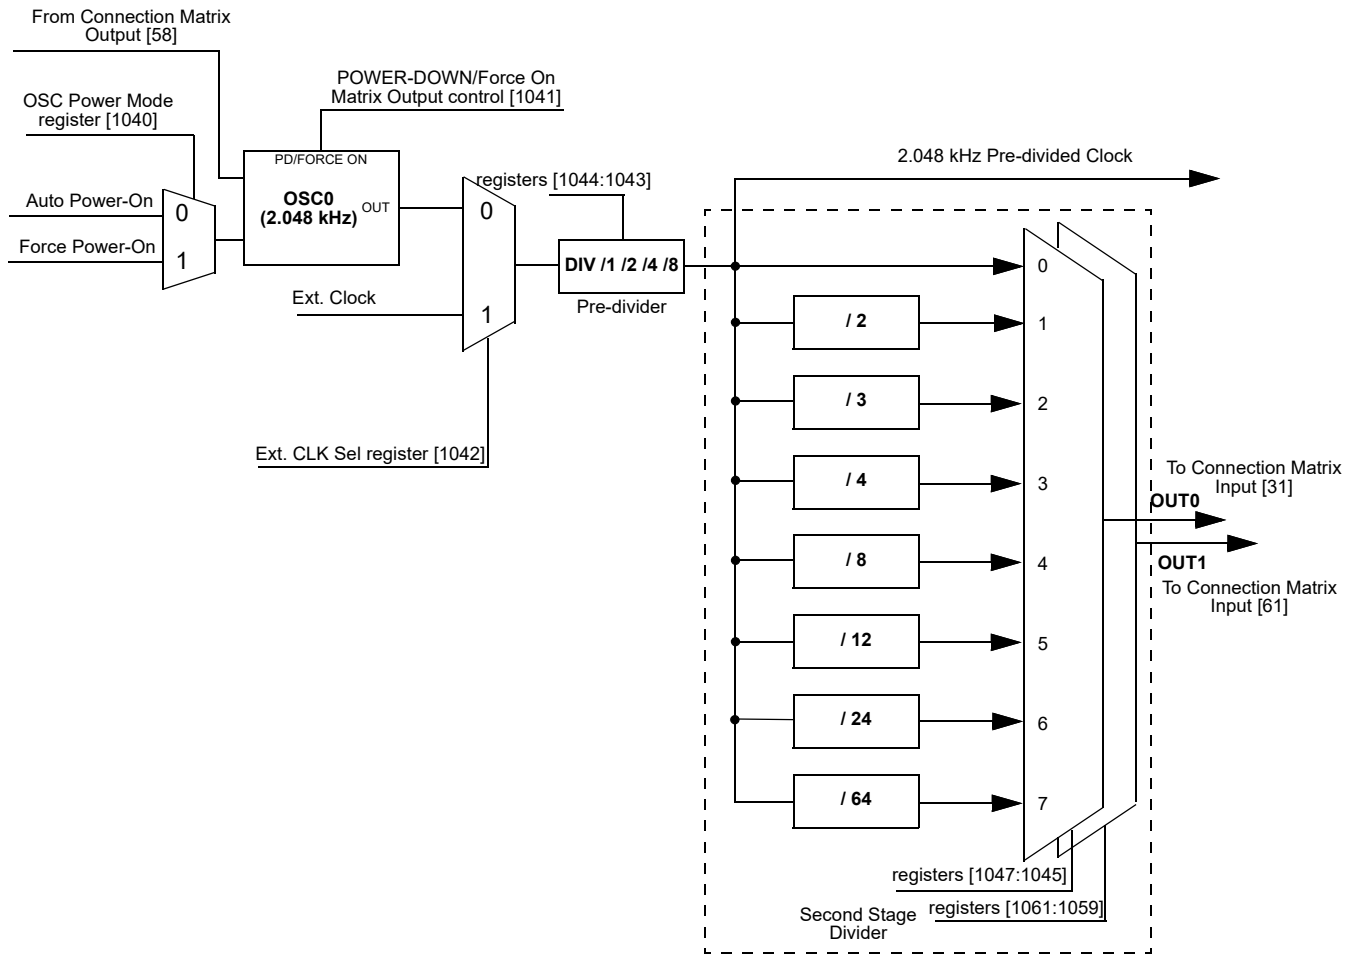 From Connection Matrix
Output [58]
POWER-DOWN/Force On
Matrix Output control [1041]
OSC Power Mode
register [1040]
PD/FORCE ON
OSC0
(2.048 kHz)
OUT
Auto Power-On
0
Force Power-On
1
registers [1044:1043]
0
Ext. Clock
1
DIV /1 /2 /4 /8
Pre-divider
Ext. CLK Sel register [1042]
2.048 kHz Pre-divided Clock
0
/ 2
1
/ 3
2
/ 4
3
/ 8
4
/ 12
5
/ 24
6
/ 64
7
To Connection Matrix
Input [31]
OUT0
OUT1
To Connection Matrix
Input [61]
registers [1047:1045]
registers [1061:1059]
Second Stage
Divider